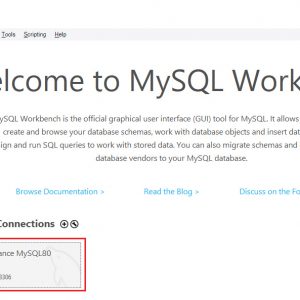 Tools Scripting Help
elcome to MySQL Workb
ySQL Workbench is the official graphical user interface (GUI) tool for MySQL. It allows
create and browse your database schemas, work with database objects and insert dat
ign and run SQL queries to work with stored data. You can also migrate schemas and
database vendors to your MySQL database.
Browse Documentation > Read the Blog > Discuss on the Fo
Connections
ance MySQL80
3306